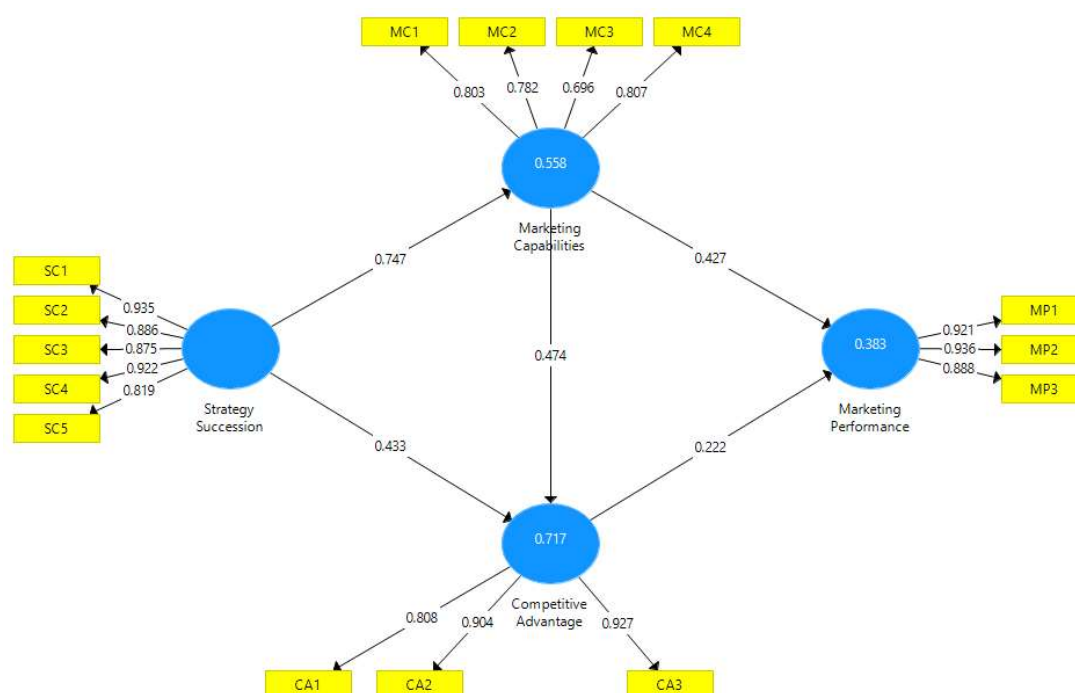 MC1 MC2 MC3 MC4
0.803 0.782 0.696 0.807
0.558
Marketing
Capabilities
0.747
0.427
SC1
SC2
SC3
SC4
SC5
0.935
0.886
0.875
0.922
0.819
Strategy
Succession
0.474
0.383
Marketing
Performance
0.921
0.936
0.888
MP1
MP2
MP3
0.433
0.222
0.717
Competitive
Advantage
0.808 0.904 0.927
CA1 CA2 CA3